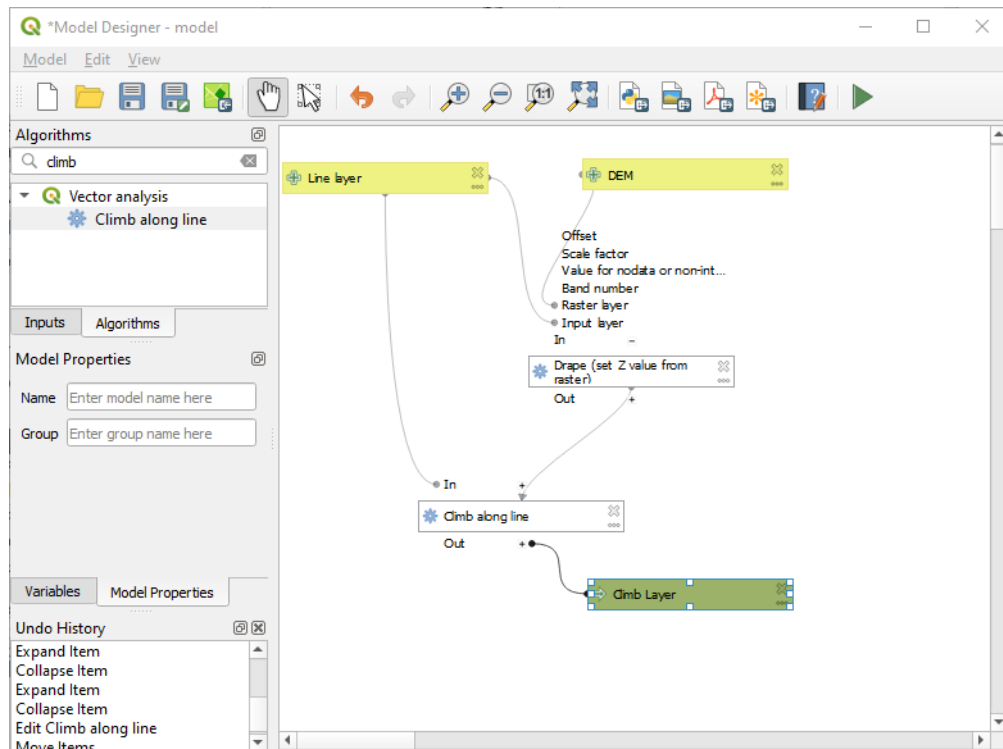 *Model Designer - model
Model Edit View
1:1
Algorithms
climb
Vector analysis
Climb along line
Inputs Algorithms
Model Properties
Name Enter model name here
Group Enter group name here
Variables Model Properties
Undo History
Expand Item
Collapse Item
Expand Item
Collapse Item
Edit Climb along line
Move Items
Line layer
DEM
Offset
Scale factor
Value for nodata or non-int...
Band number
Raster layer
Input layer
In -
Drape (set Z value from
raster)
Out +
In +
Climb along line
Out +
Climb Layer